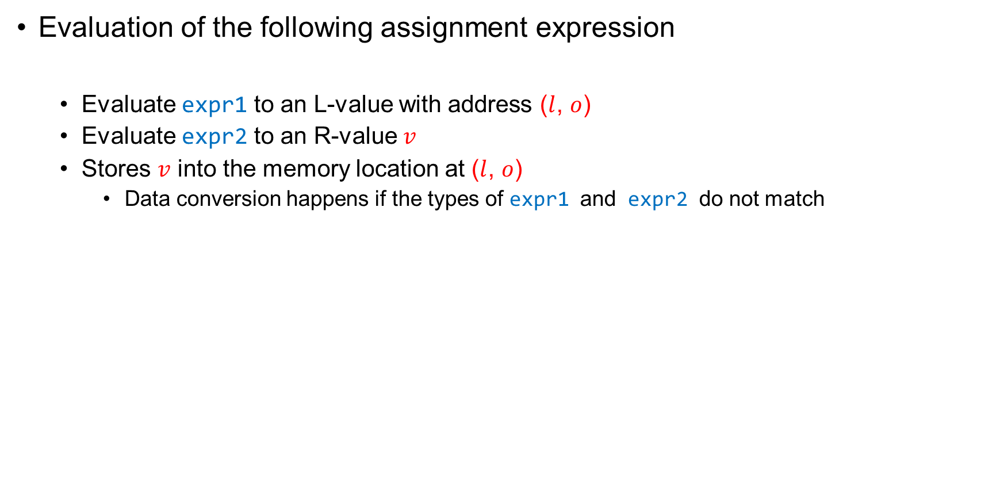 • Evaluation of the following assignment expression
• Evaluate expr1 to an L-value with address (l, o)
• Evaluate expr2 to an R-value v
• Stores v into the memory location at (l, o)
• Data conversion happens if the types of expr1 and expr2 do not match